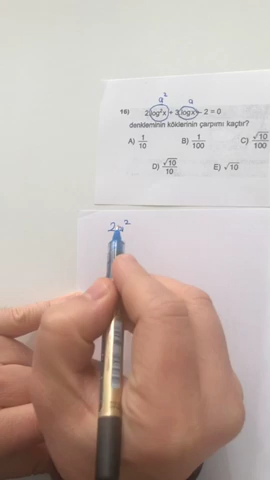 a² a
16) 2log²x + 3logx - 2 = 0
denkleminin köklerinin çarpımı kaçtır?
A) 1/10 B) 1/100 C) √10/100
D) √10/10 E) √10
2a²